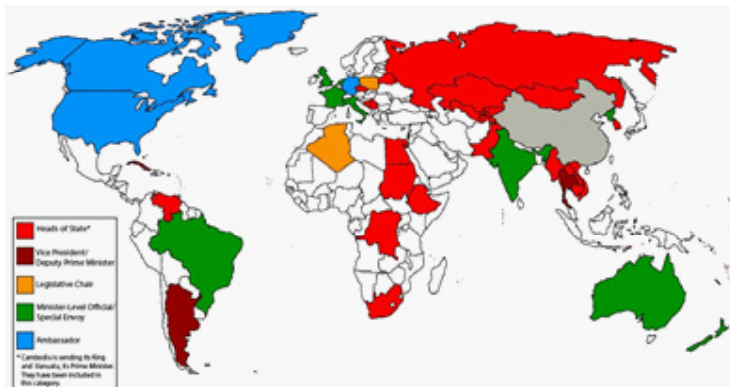 Heads of State*
Vice President/
Deputy Prime Minister
Legislative Chair
Minister-Level Official/
Special Envoy
Ambassador
* Cambodia is sending its King
and Vanuatu, its Prime Minister.
They have been included in
this category.